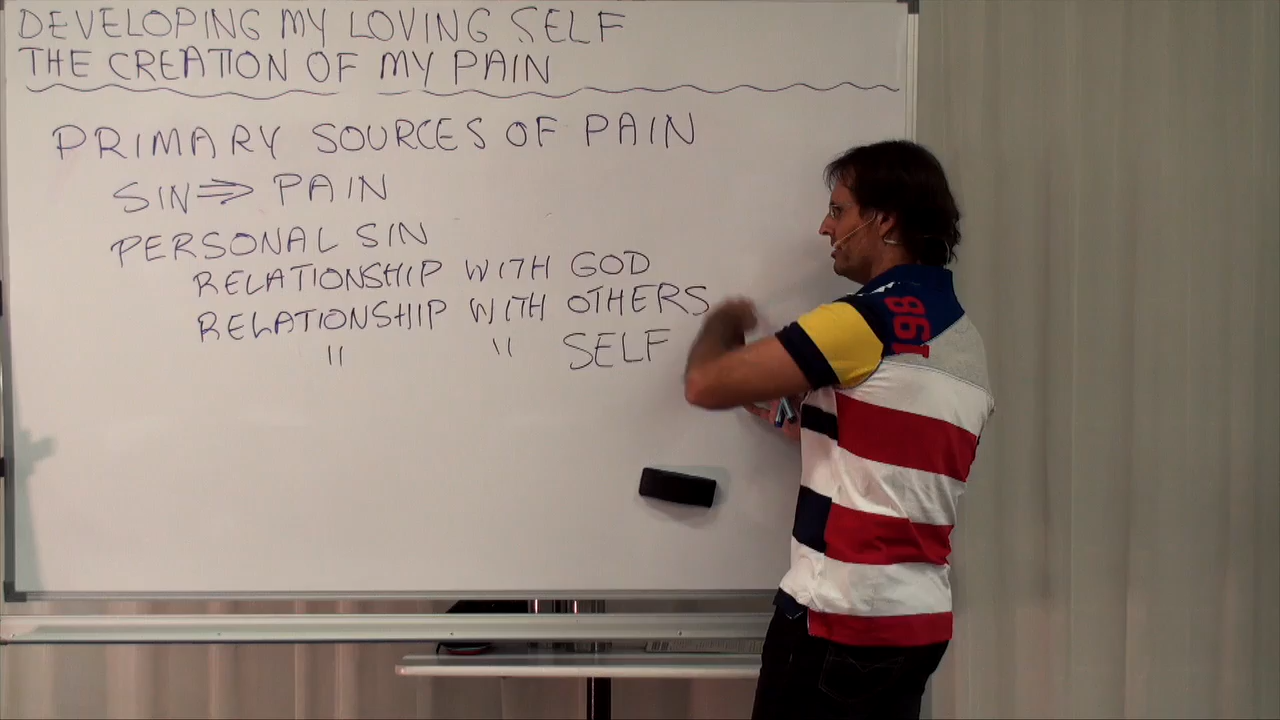 DEVELOPING MY LOVING SELF
THE CREATION OF MY PAIN
PRIMARY SOURCES OF PAIN
SIN ⇒ PAIN
PERSONAL SIN
RELATIONSHIP WITH GOD
RELATIONSHIP WITH OTHERS
" " SELF
198